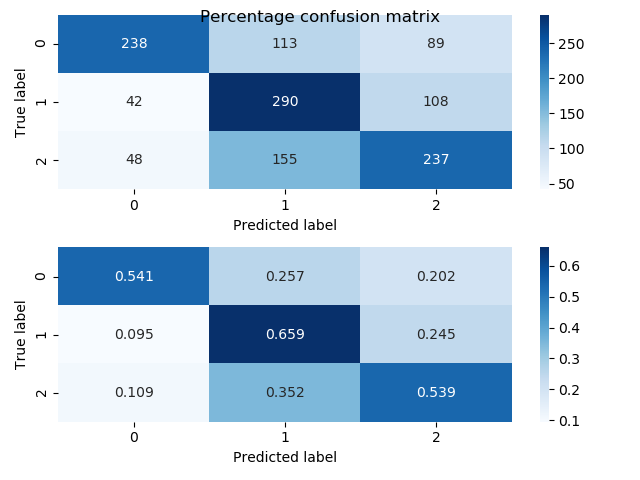 Percentage confusion matrix
True label
0 238 113 89
1 42 290 108
2 48 155 237
0 1 2
Predicted label
250
200
150
100
50
True label
0 0.541 0.257 0.202
1 0.095 0.659 0.245
2 0.109 0.352 0.539
0 1 2
Predicted label
0.6
0.5
0.4
0.3
0.2
0.1